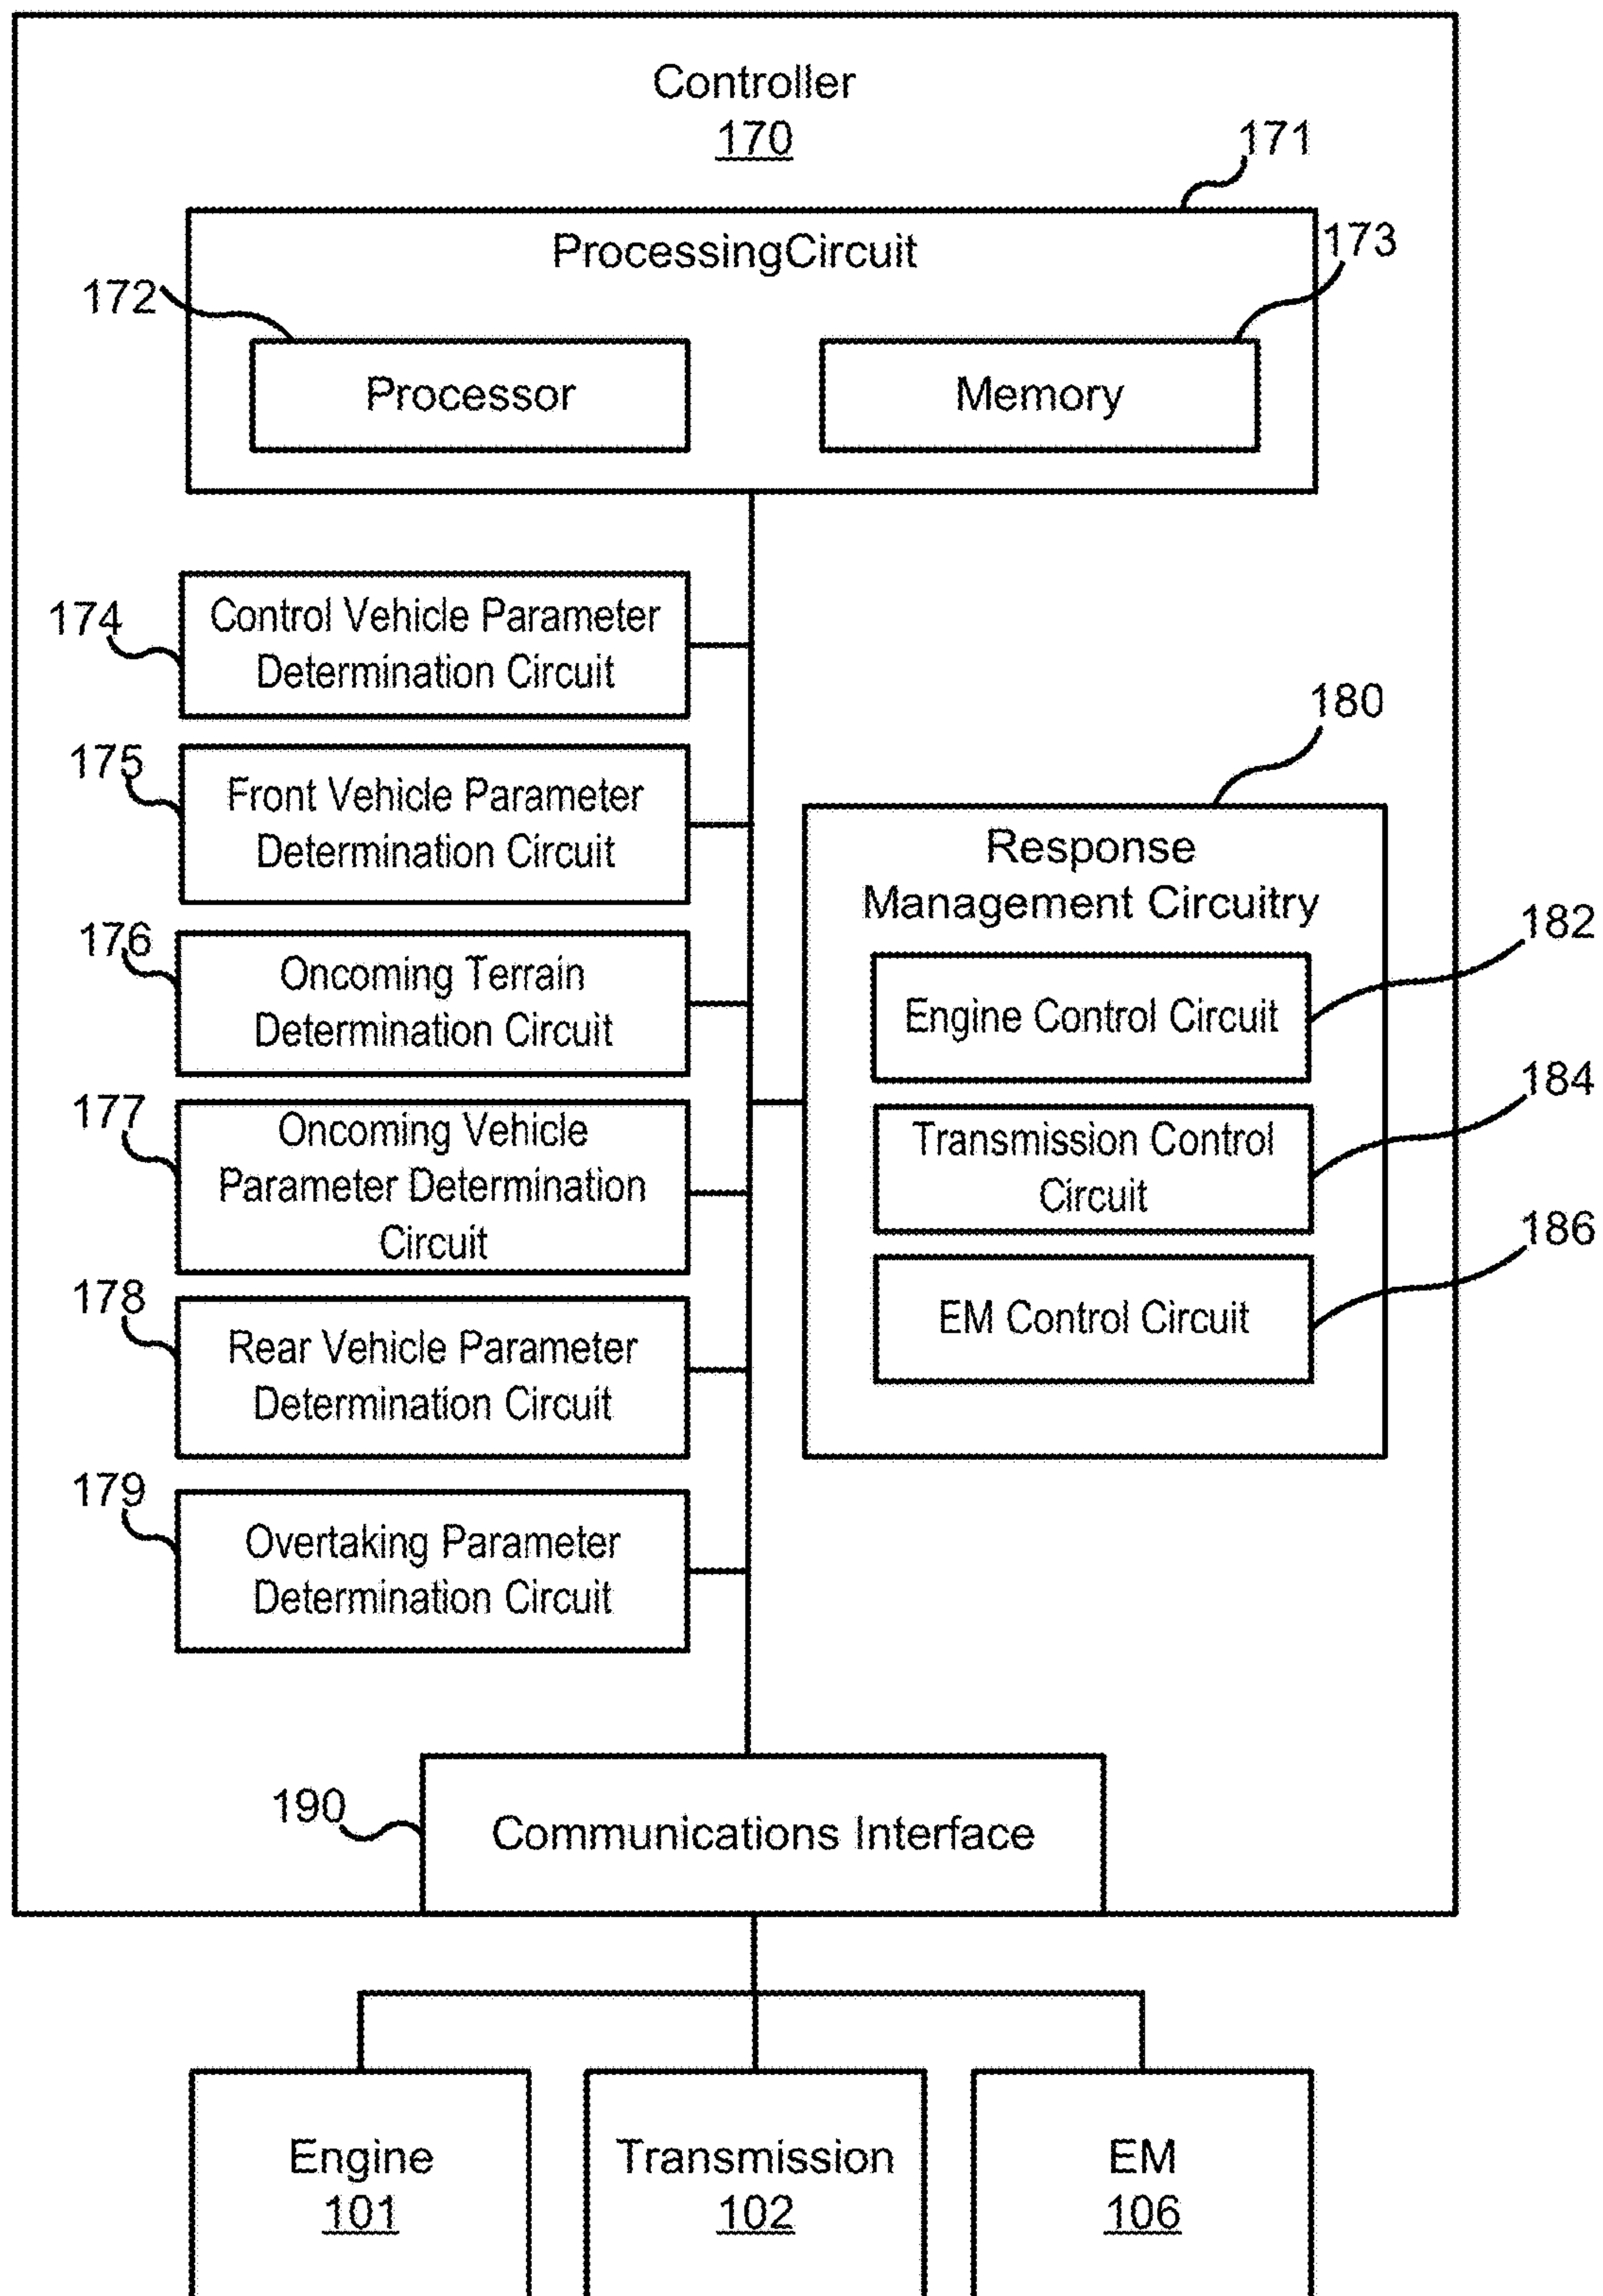 Controller
170
171
ProcessingCircuit
173
172
Processor
Memory
174
Control Vehicle Parameter
Determination Circuit
175
Front Vehicle Parameter
Determination Circuit
176
Oncoming Terrain
Determination Circuit
177
Oncoming Vehicle
Parameter Determination
Circuit
178
Rear Vehicle Parameter
Determination Circuit
179
Overtaking Parameter
Determination Circuit
180
Response
Management Circuitry
182
Engine Control Circuit
184
Transmission Control
Circuit
186
EM Control Circuit
190
Communications Interface
Engine
101
Transmission
102
EM
106